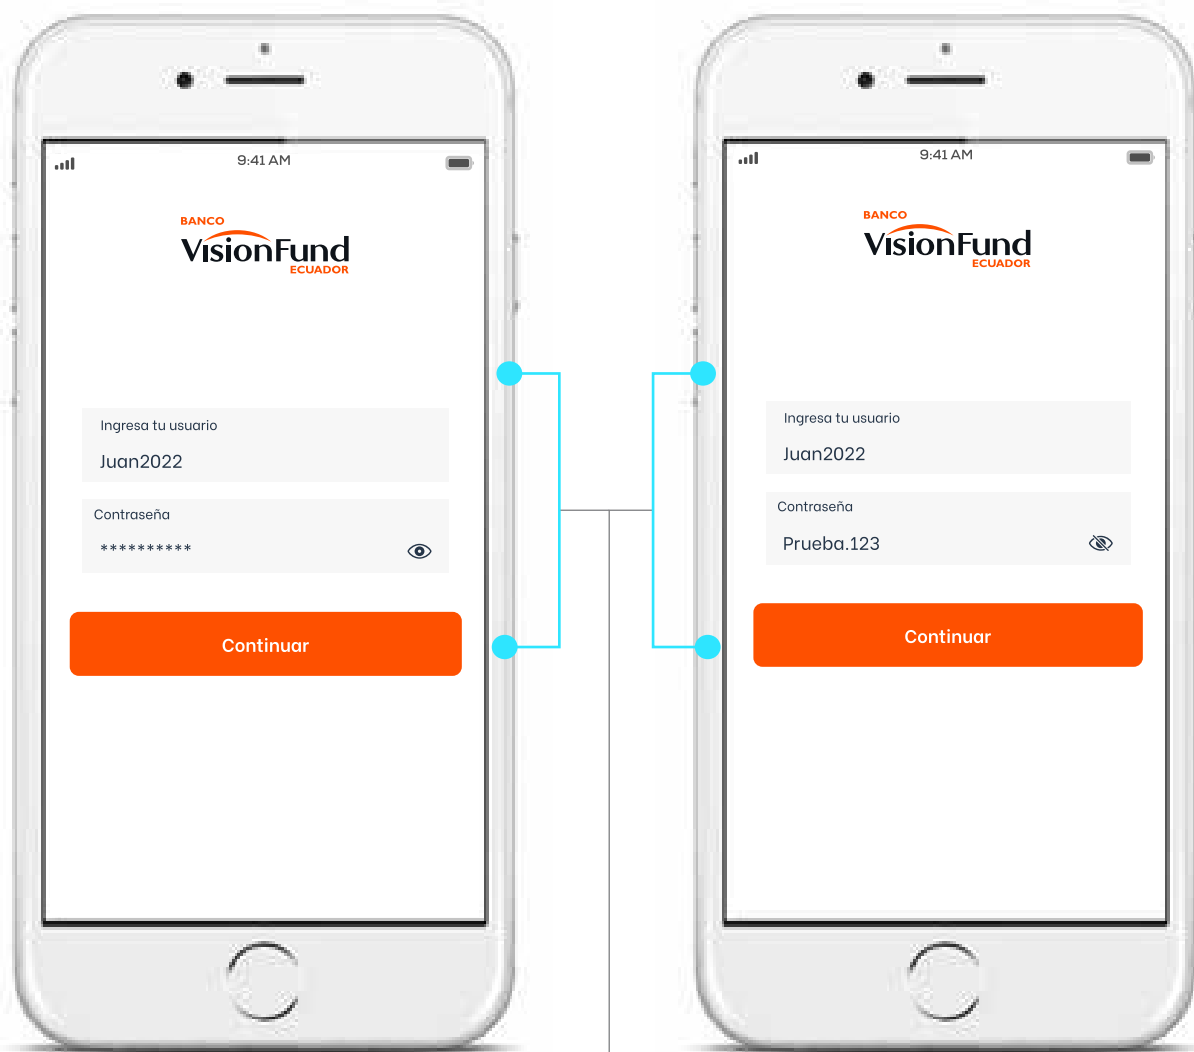 9:41 AM
BANCO
VisionFund
ECUADOR
Ingresa tu usuario
Juan2022
Contraseña
**********
Continuar
9:41 AM
BANCO
VisionFund
ECUADOR
Ingresa tu usuario
Juan2022
Contraseña
Prueba.123
Continuar